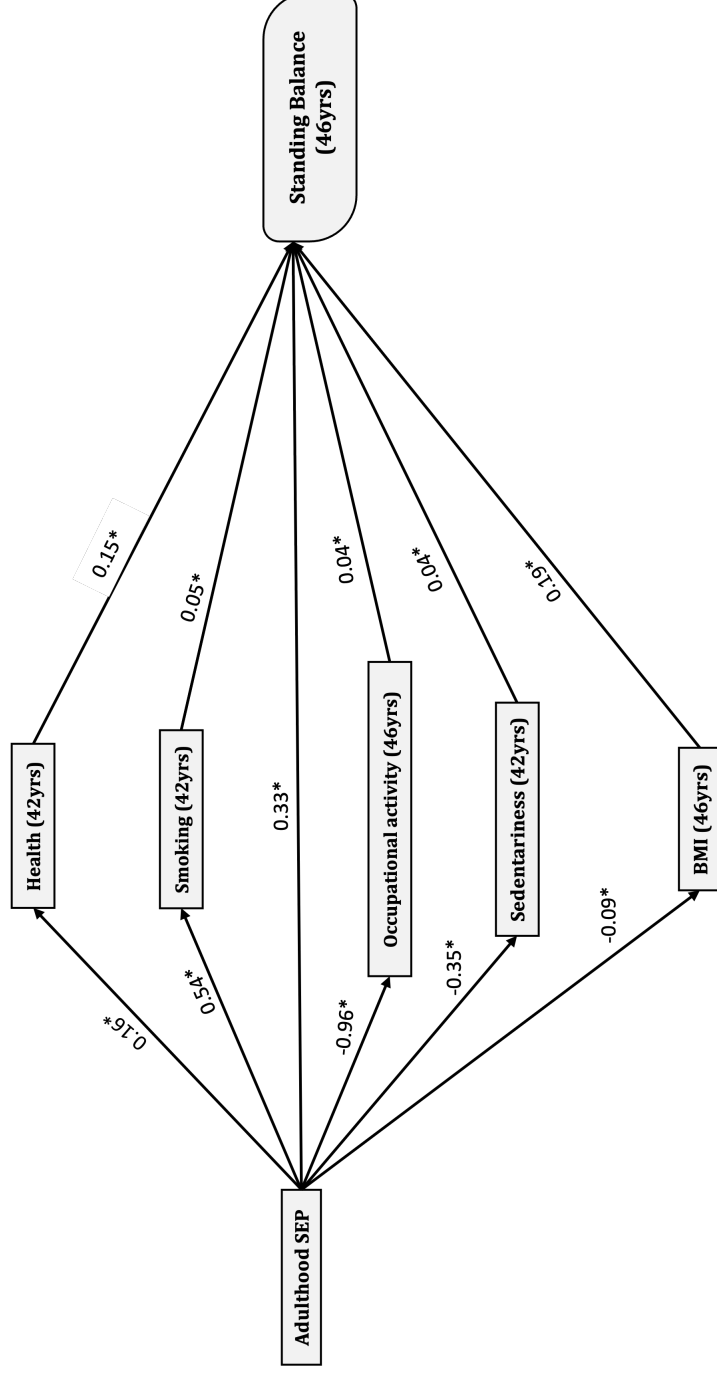 Health (42yrs)
0.16*
0.15*
Smoking (42yrs)
0.54*
0.05*
Adulthood SEP
0.33*
Standing Balance
(46yrs)
Occupational activity (46yrs)
-0.96*
0.04*
Sedentariness (42yrs)
-0.35*
0.04*
BMI (46yrs)
-0.09*
0.19*